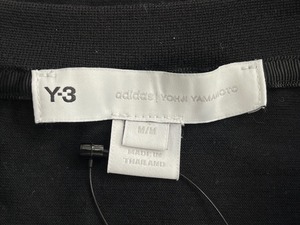 Y-3 adidas | YOHJI YAMAMOTO
M/M
MADE IN
THAILAND